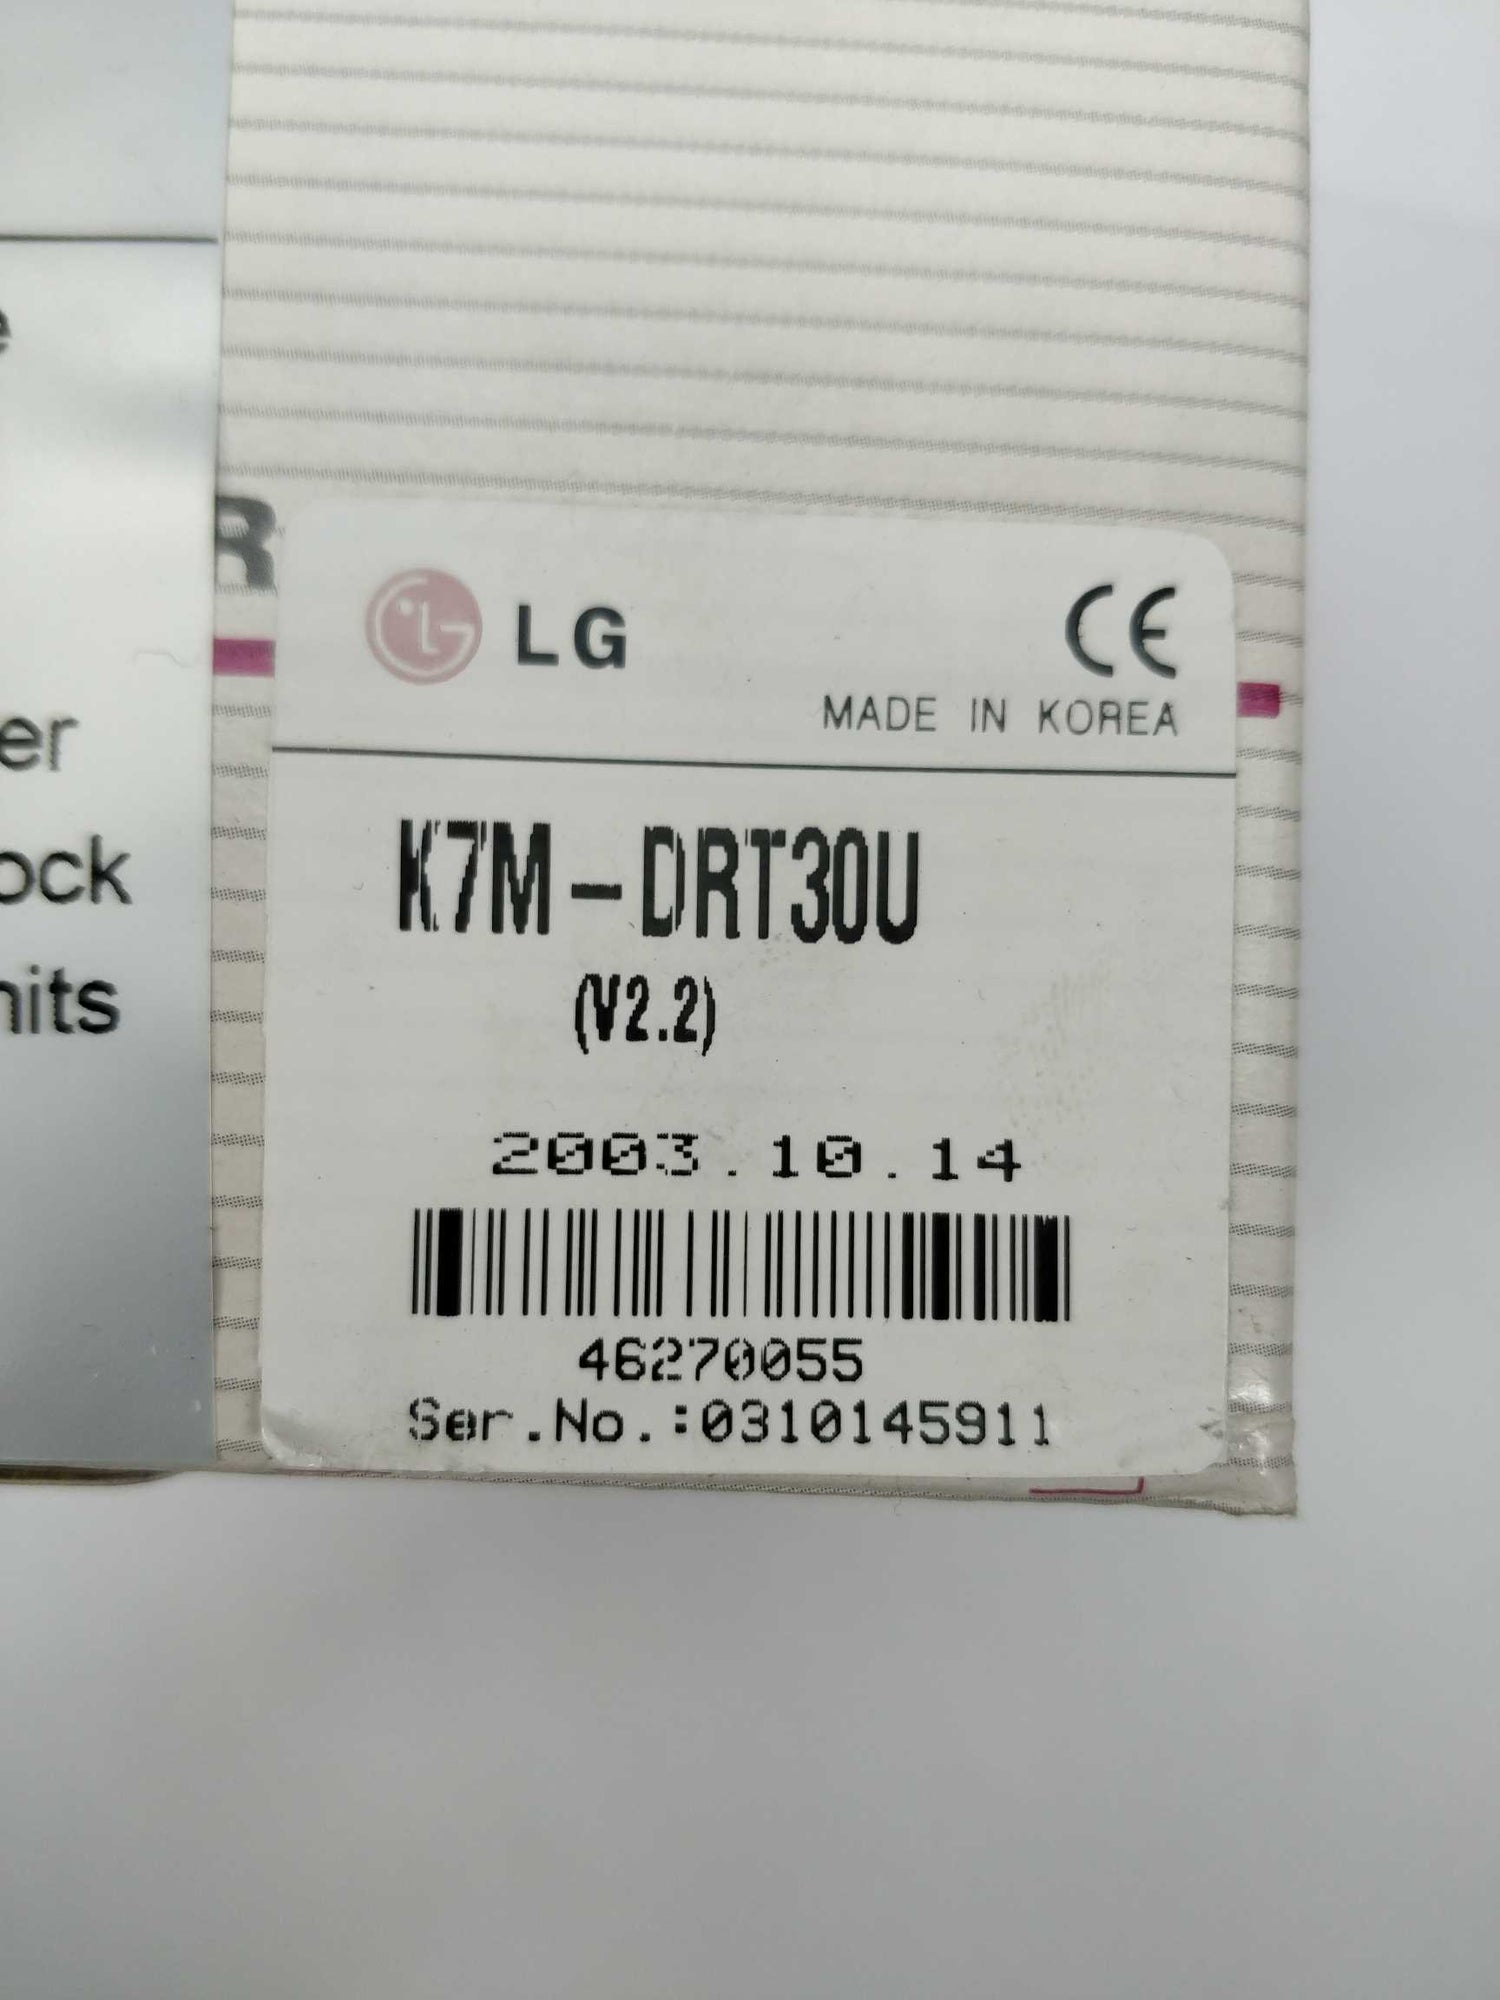 R
er
ock
nits
LG
CE
MADE IN KOREA
K7M-DRT30U
(V2.2)
2003.10.14
46270055
Ser.No.:0310145911